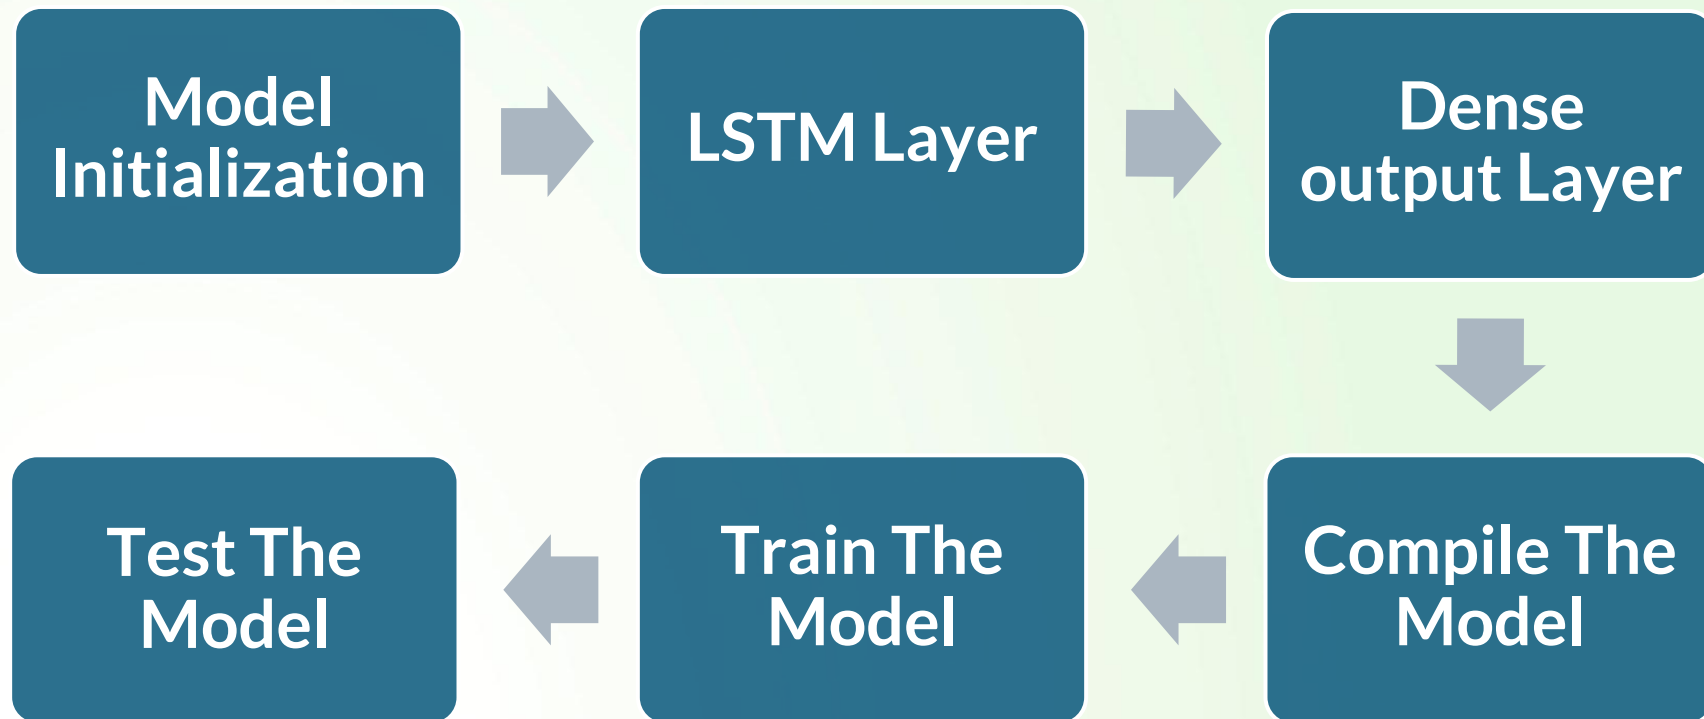 Model
Initialization
LSTM Layer
Dense
output Layer
Compile The
Model
Train The
Model
Test The
Model